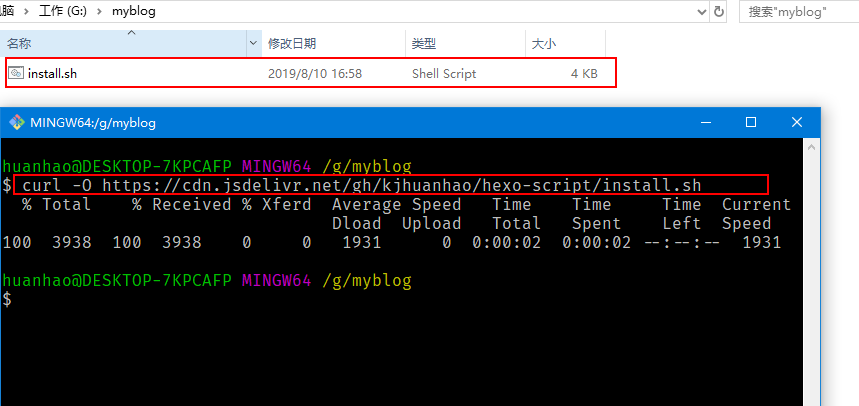 电脑 › 工作 (G:) › myblog 搜索"myblog"
名称 修改日期 类型 大小
install.sh 2019/8/10 16:58 Shell Script 4 KB
MINGW64:/g/myblog
huanhao@DESKTOP-7KPCAFP MINGW64 /g/myblog
$ curl -O https://cdn.jsdelivr.net/gh/kjhuanhao/hexo-script/install.sh
% Total % Received % Xferd Average Speed Time Time Time Current
Dload Upload Total Spent Left Speed
100 3938 100 3938 0 0 1931 0 0:00:02 0:00:02 --:--:-- 1931
huanhao@DESKTOP-7KPCAFP MINGW64 /g/myblog
$